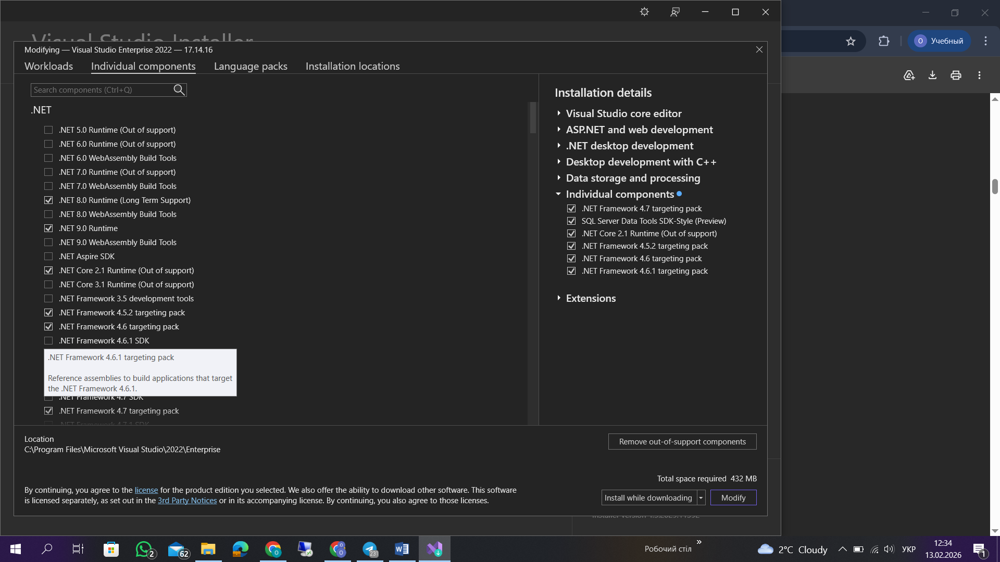 Visual Studio Installer
Modifying — Visual Studio Enterprise 2022 — 17.14.16
Workloads
Individual components
Language packs
Installation locations
Search components (Ctrl+Q)
.NET
.NET 5.0 Runtime (Out of support)
.NET 6.0 Runtime (Out of support)
.NET 6.0 WebAssembly Build Tools
.NET 7.0 Runtime (Out of support)
.NET 7.0 WebAssembly Build Tools
.NET 8.0 Runtime (Long Term Support)
.NET 8.0 WebAssembly Build Tools
.NET 9.0 Runtime
.NET 9.0 WebAssembly Build Tools
.NET Aspire SDK
.NET Core 2.1 Runtime (Out of support)
.NET Core 3.1 Runtime (Out of support)
.NET Framework 3.5 development tools
.NET Framework 4.5.2 targeting pack
.NET Framework 4.6 targeting pack
.NET Framework 4.6.1 SDK
.NET Framework 4.6.1 targeting pack
Reference assemblies to build applications that target
the .NET Framework 4.6.1.
.NET Framework 4.7 SDK
.NET Framework 4.7 targeting pack
.NET Framework 4.7.1 SDK
Installation details
Visual Studio core editor
ASP.NET and web development
.NET desktop development
Desktop development with C++
Data storage and processing
Individual components
.NET Framework 4.7 targeting pack
SQL Server Data Tools SDK-Style (Preview)
.NET Core 2.1 Runtime (Out of support)
.NET Framework 4.5.2 targeting pack
.NET Framework 4.6 targeting pack
.NET Framework 4.6.1 targeting pack
Extensions
Location
C:\Program Files\Microsoft Visual Studio\2022\Enterprise
Remove out-of-support components
Total space required 432 MB
By continuing, you agree to the license for the product edition you selected. We also offer the ability to download other software. This software
is licensed separately, as set out in the 3rd Party Notices or in its accompanying license. By continuing, you also agree to those licenses.
Install while downloading
Modify
O Учебный
2
62
231
Робочий стіл
2°C Cloudy
УКР
12:34
13.02.2026
1